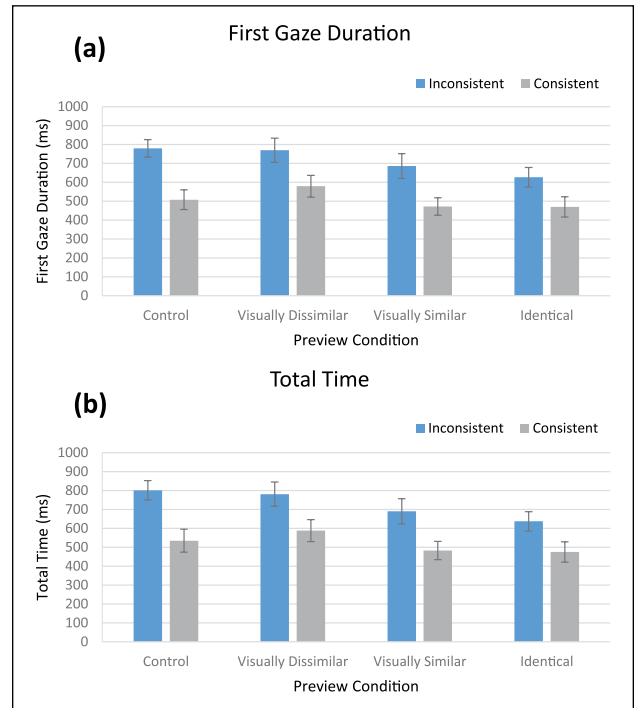 (a)
First Gaze Duration
Inconsistent Consistent
First Gaze Duration (ms)
1000
900
800
700
600
500
400
300
200
100
0
Control Visually Dissimilar Visually Similar Identical
Preview Condition
Total Time
(b)
Inconsistent Consistent
Total Time (ms)
1000
900
800
700
600
500
400
300
200
100
0
Control Visually Dissimilar Visually Similar Identical
Preview Condition